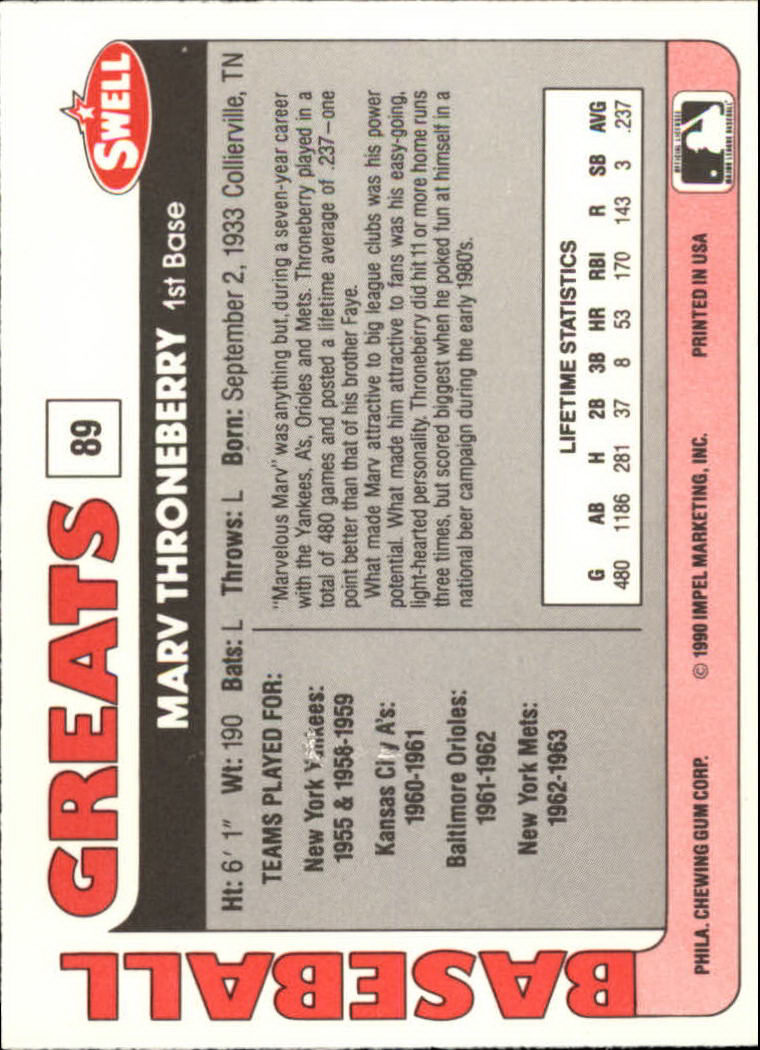 BASEBALL
GREATS
89
SWELL
MARV THRONEBERRY 1st Base
Ht: 6' 1" Wt: 190 Bats: L Throws: L Born: September 2, 1933 Collierville, TN
TEAMS PLAYED FOR:
New York Yankees:
1955 & 1958-1959
Kansas City A's:
1960-1961
Baltimore Orioles:
1961-1962
New York Mets:
1962-1963
"Marvelous Marv" was anything but, during a seven-year career
with the Yankees, A's, Orioles and Mets. Throneberry played in a
total of 480 games and posted a lifetime average of .237—one
point better than that of his brother Faye.
What made Marv attractive to big league clubs was his power
potential. What made him attractive to fans was his easy-going,
light-hearted personality. Throneberry did hit 11 or more home runs
three times, but scored biggest when he poked fun at himself in a
national beer campaign during the early 1980's.
LIFETIME STATISTICS
G AB H 2B 3B HR RBI R SB AVG
480 1186 281 37 8 53 170 143 3 .237
PHILA. CHEWING GUM CORP. © 1990 IMPEL MARKETING, INC. PRINTED IN USA
OFFICIAL LICENSEE
MAJOR LEAGUE BASEBALL